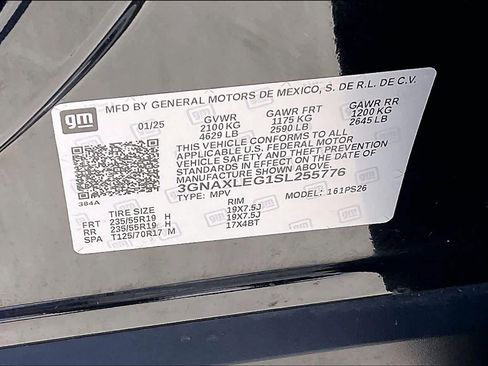 gm
MFD BY GENERAL MOTORS DE MEXICO, S. DE R.L. DE C.V.
01/25 GVWR GAWR FRT GAWR RR
2100 KG 1175 KG 1200 KG
4629 LB 2590 LB 2645 LB
THIS VEHICLE CONFORMS TO ALL
APPLICABLE FEDERAL MOTOR
VEHICLE SAFETY, BUMPER, AND THEFT
PREVENTION STANDARDS IN EFFECT ON
THE DATE OF MANUFACTURE SHOWN ABOVE.
3GNAXLEG1SL255776
TYPE: MPV MODEL: 161PS26
384A
TIRE SIZE RIM
FRT 235/55R19 H 19X7.5J
RR 235/55R19 H 19X7.5J
SPA T125/70R17 M 17X4BT